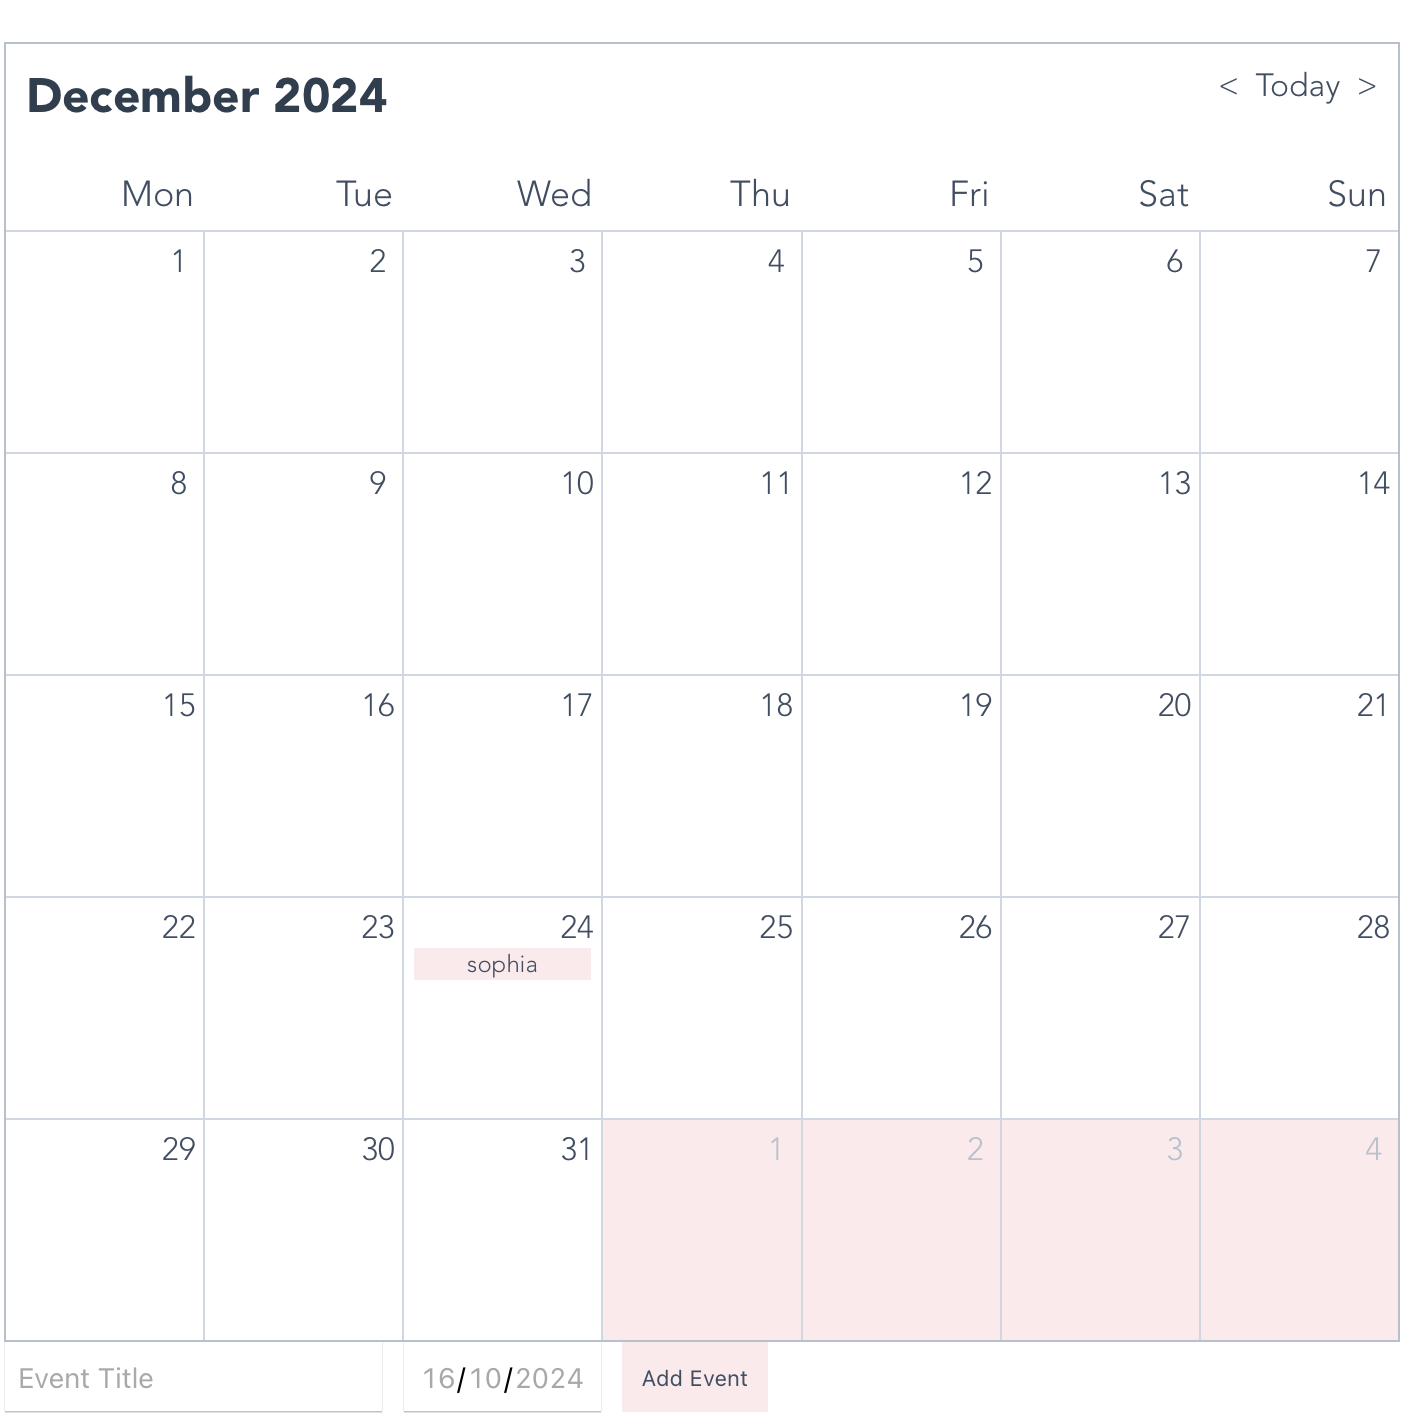 December 2024
< Today >
Mon Tue Wed Thu Fri Sat Sun
1 2 3 4 5 6 7
8 9 10 11 12 13 14
15 16 17 18 19 20 21
22 23 24 25 26 27 28
sophia
29 30 31 1 2 3 4
Event Title 16/10/2024 Add Event